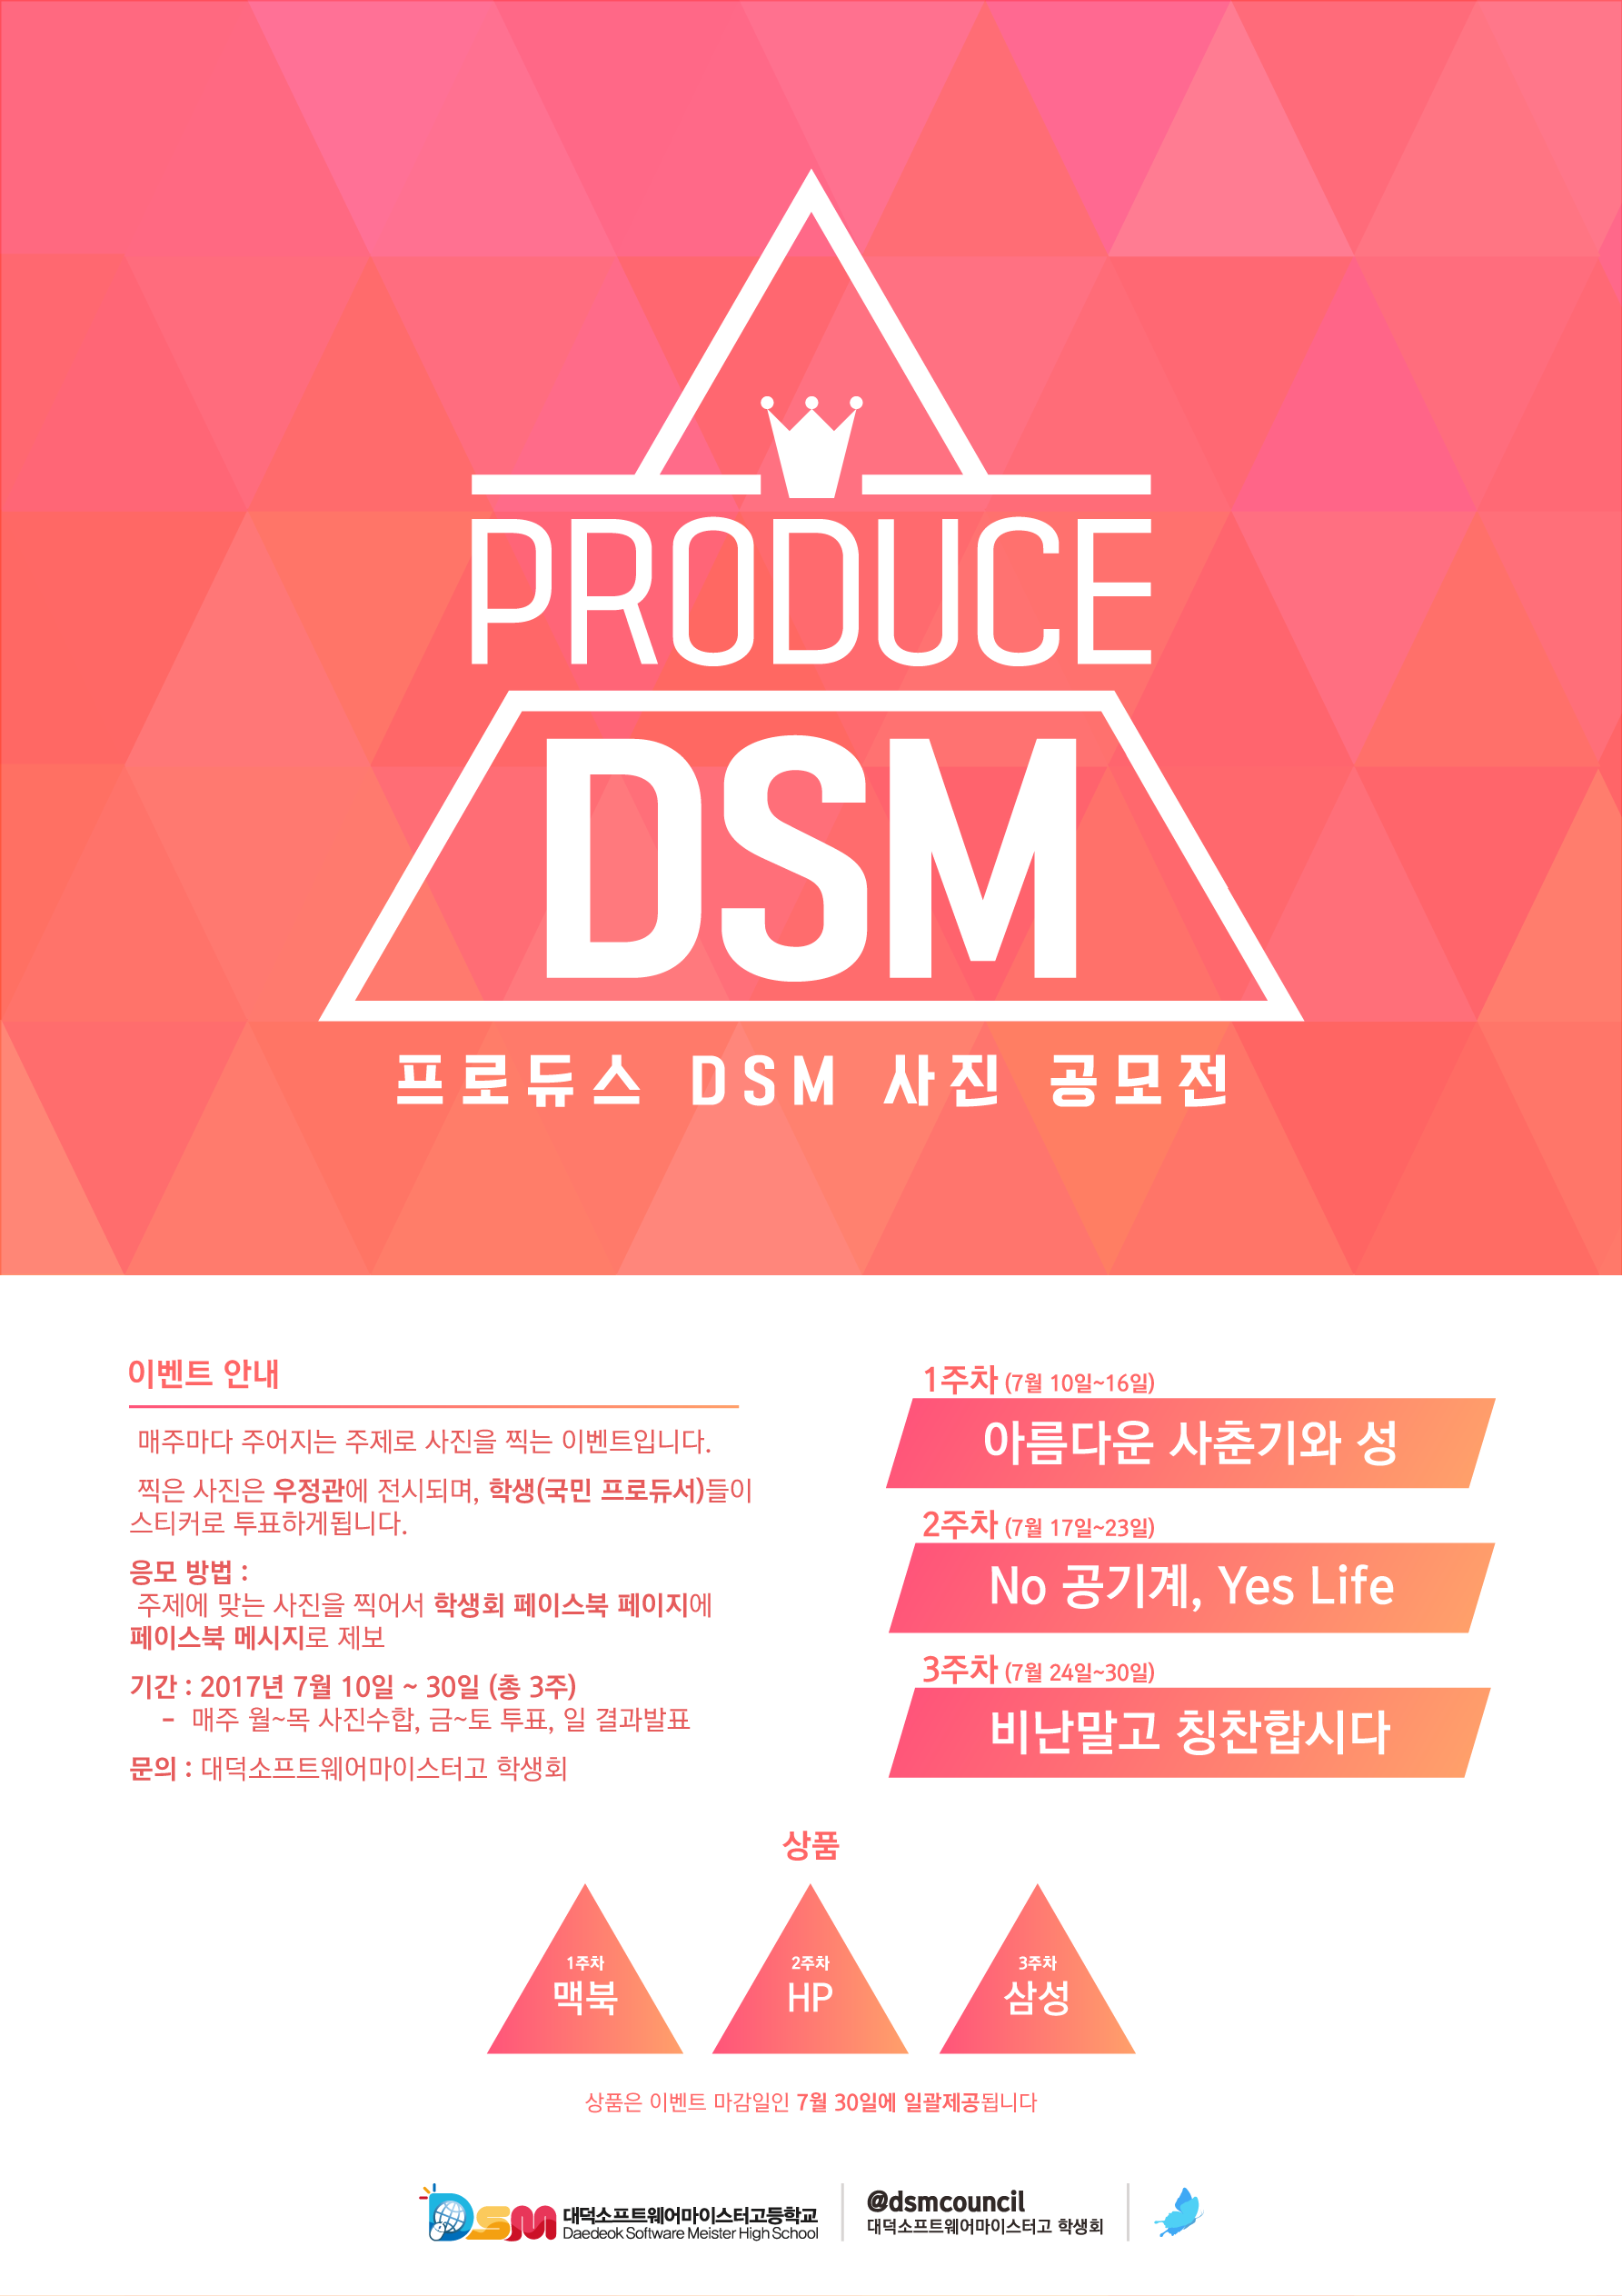 PRODUCE
DSM
프로듀스 DSM 사진 공모전
이벤트 안내
매주마다 주어지는 주제로 사진을 찍는 이벤트입니다.
찍은 사진은 우정관에 전시되며, 학생(국민 프로듀서)들이
스티커로 투표하게됩니다.
응모 방법 :
주제에 맞는 사진을 찍어서 학생회 페이스북 페이지에
페이스북 메시지로 제보
기간 : 2017년 7월 10일 ~ 30일 (총 3주)
- 매주 월~목 사진수합, 금~토 투표, 일 결과발표
문의 : 대덕소프트웨어마이스터고 학생회
1주차 (7월 10일~16일)
아름다운 사춘기와 성
2주차 (7월 17일~23일)
No 공기계, Yes Life
3주차 (7월 24일~30일)
비난말고 칭찬합시다
상품
1주차
맥북
2주차
HP
3주차
삼성
상품은 이벤트 마감일인 7월 30일에 일괄제공됩니다
DSM
대덕소프트웨어마이스터고등학교
Daedeok Software Meister High School
@dsmcouncil
대덕소프트웨어마이스터고 학생회